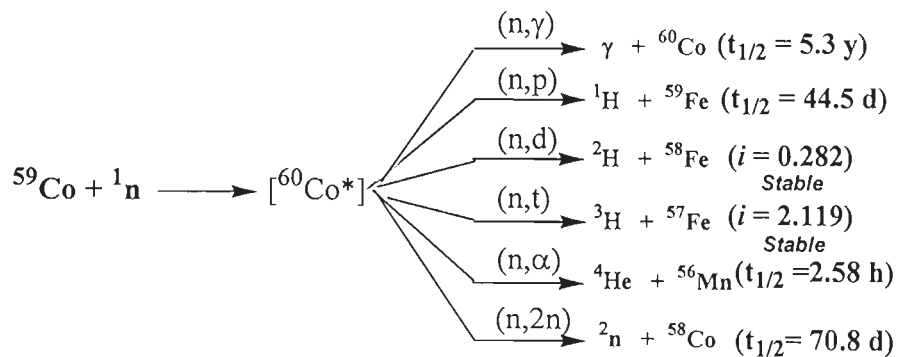 (n,γ) γ + ⁶⁰Co (t₁/₂ = 5.3 y)
(n,p) ¹H + ⁵⁹Fe (t₁/₂ = 44.5 d)
(n,d) ²H + ⁵⁸Fe (i = 0.282)
Stable
⁵⁹Co + ¹n [⁶⁰Co*]
(n,t) ³H + ⁵⁷Fe (i = 2.119)
Stable
(n,α) ⁴He + ⁵⁶Mn(t₁/₂ =2.58 h)
(n,2n) ²n + ⁵⁸Co (t₁/₂= 70.8 d)